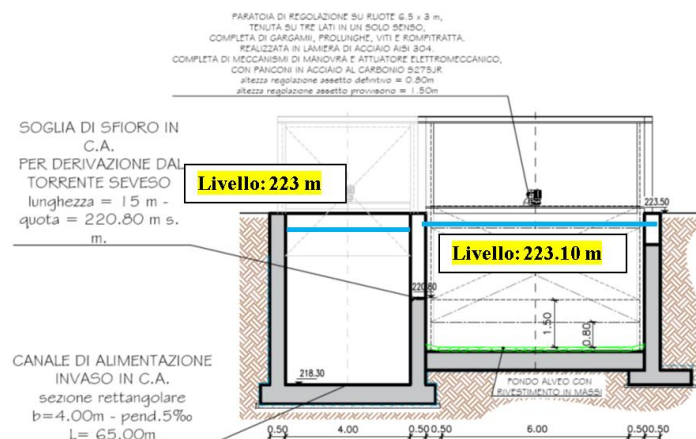 PARATOIA DI REGOLAZIONE SU RUOTE 6.5 x 3 m,
TENUTA SU TRE LATI IN UN SOLO SENSO,
COMPLETA DI GARGAMI, PROLUNGHE, VITI E ROMPITRATTA.
REALIZZATA IN LAMIERA DI ACCIAIO AISI 304.
COMPLETA DI MECCANISMI DI MANOVRA E ATTUATORE ELETTROMECCANICO,
CON PANCONI IN ACCIAIO AL CARBONIO S275JR
altezza regolazione assetto definitivo = 0.80m
altezza regolazione assetto provvisorio = 1.50m
SOGLIA DI SFIORO IN
C.A.
PER DERIVAZIONE DAL
TORRENTE SEVESO
lunghezza = 15 m -
quota = 220.80 m s.
m.
Livello: 223 m
223.50
Livello: 223.10 m
220.80
1.50
0.80
CANALE DI ALIMENTAZIONE
INVASO IN C.A.
sezione rettangolare
b=4.00m - pend.5‰
L= 65.00m
218.30
FONDO ALVEO CON
RIVESTIMENTO IN MASSI
0.50 4.00 0.50 0.50 6.00 0.50 0.50